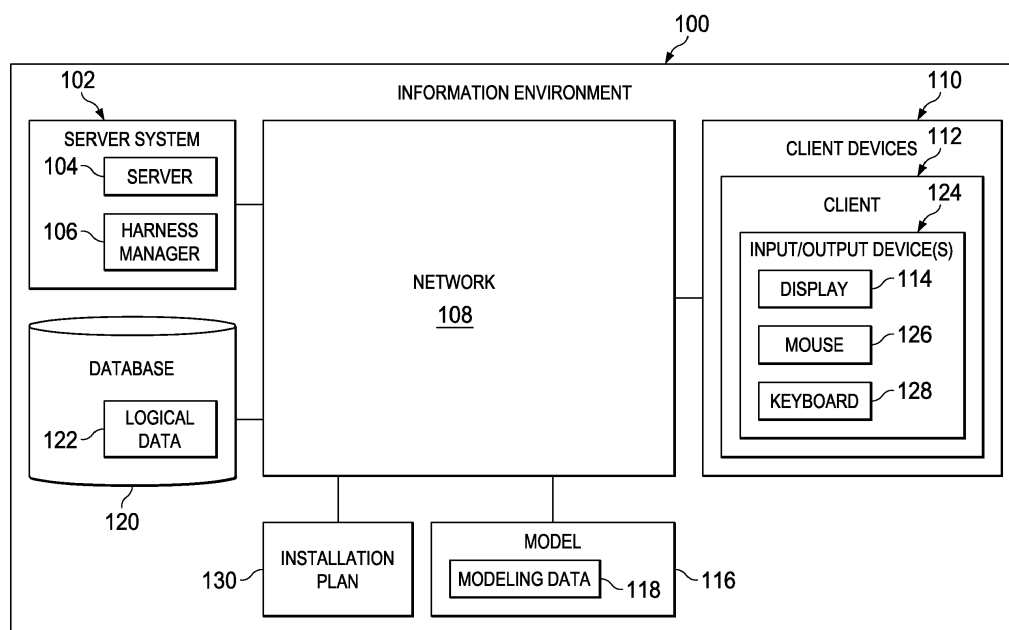 100
INFORMATION ENVIRONMENT
102
SERVER SYSTEM
104
SERVER
106
HARNESS
MANAGER
NETWORK
108
110
CLIENT DEVICES
112
CLIENT
124
INPUT/OUTPUT DEVICE(S)
DISPLAY
114
MOUSE
126
KEYBOARD
128
DATABASE
122
LOGICAL
DATA
120
130
INSTALLATION
PLAN
MODEL
MODELING DATA
118
116